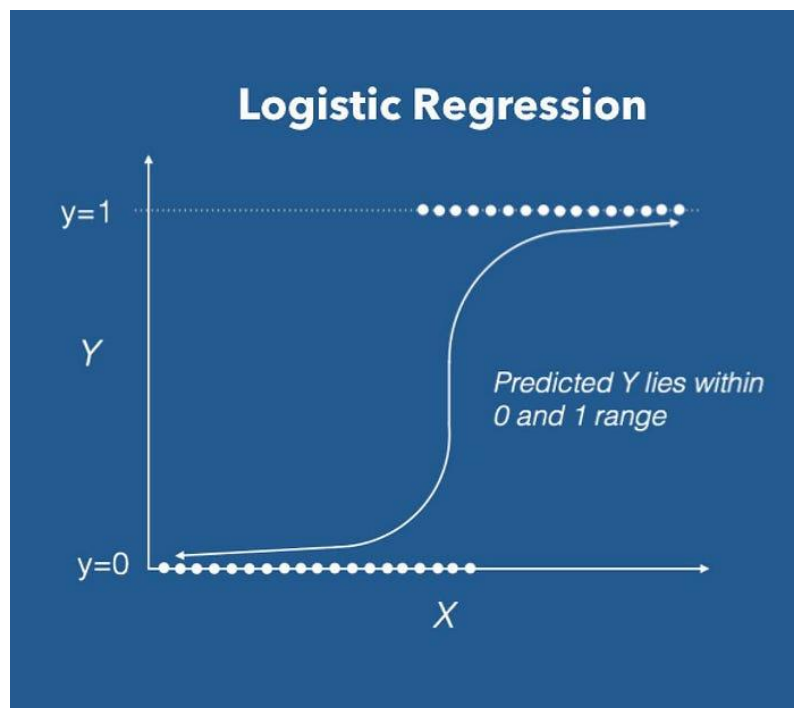 Logistic Regression
y=1
Y
Predicted Y lies within
0 and 1 range
y=0
X